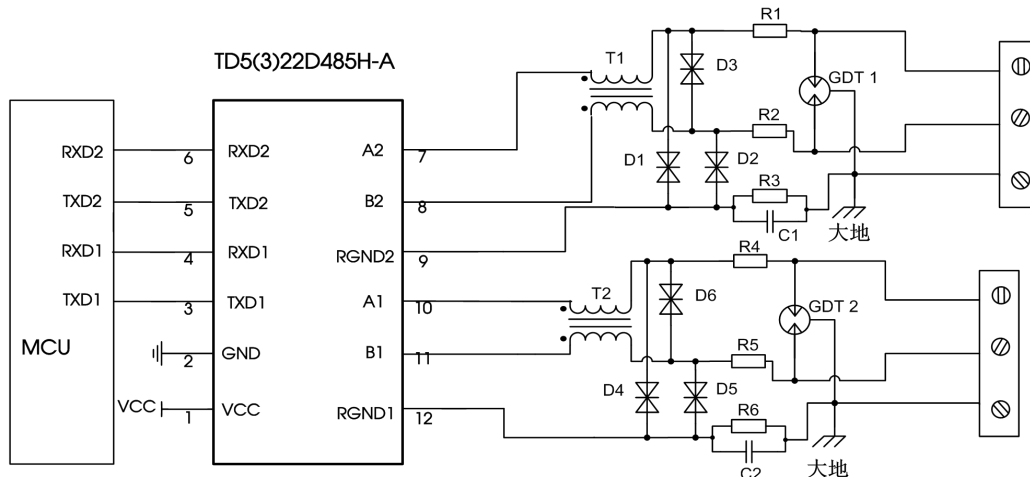 TD5(3)22D485H-A
R1
T1
D3
GDT 1
R2
D1
D2
R3
C1
大地
RXD2
6
RXD2
A2
7
TXD2
5
TXD2
B2
8
RXD1
4
RXD1
RGND2
9
TXD1
3
TXD1
A1
10
MCU
2
GND
B1
11
VCC
1
VCC
RGND1
12
R4
T2
D6
GDT 2
R5
D4
D5
R6
C2
大地